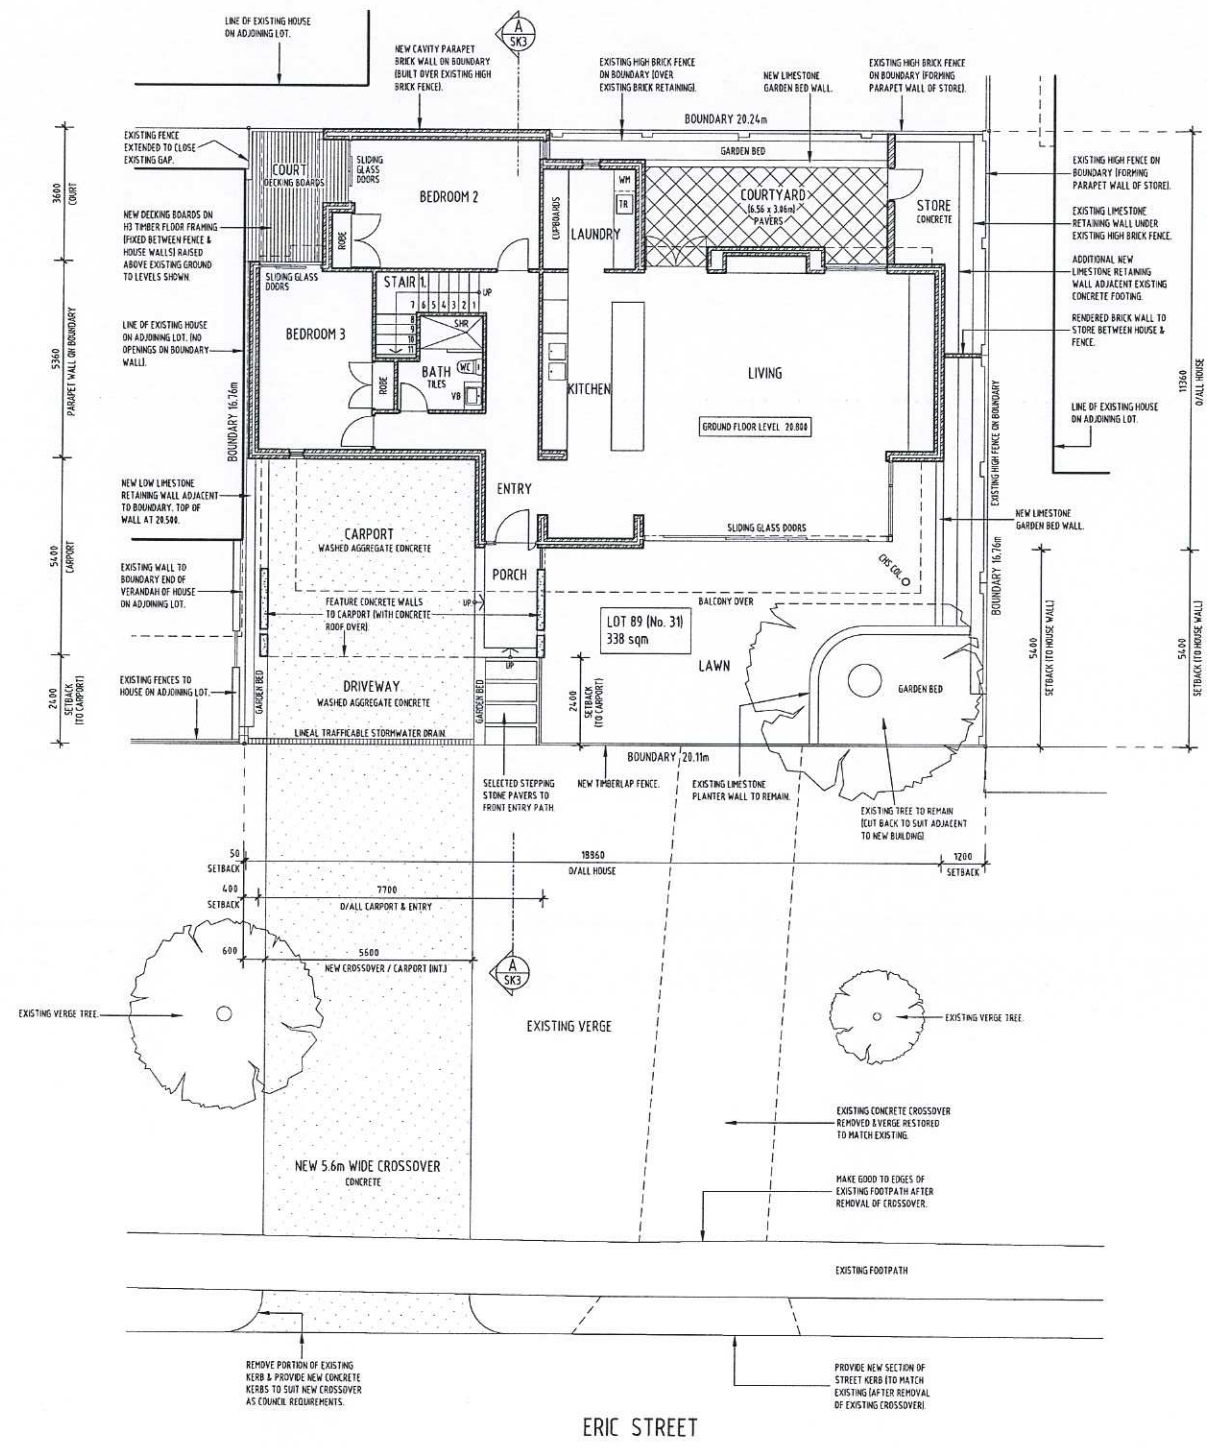 LINE OF EXISTING HOUSE
ON ADJOINING LOT.
A
SK3
NEW CAVITY PARAPET
BRICK WALL ON BOUNDARY
(BUILT OVER EXISTING HIGH
BRICK FENCE).
EXISTING HIGH BRICK FENCE
ON BOUNDARY (OVER
EXISTING BRICK RETAINING).
NEW LIMESTONE
GARDEN BED WALL.
EXISTING HIGH BRICK FENCE
ON BOUNDARY (FORMING
PARAPET WALL OF STORE).
BOUNDARY 20.24m
EXISTING FENCE
EXTENDED TO CLOSE
EXISTING GAP.
COURT
DECKING BOARDS
SLIDING
GLASS
DOORS
BEDROOM 2
ROBE
CUPBOARDS
LAUNDRY
WM
TR
GARDEN BED
COURTYARD
(6.56 x 3.06m)
PAVERS
STORE
CONCRETE
EXISTING HIGH FENCE ON
BOUNDARY (FORMING
PARAPET WALL OF STORE).
EXISTING LIMESTONE
RETAINING WALL UNDER
EXISTING HIGH BRICK FENCE.
ADDITIONAL NEW
LIMESTONE RETAINING
WALL ADJACENT EXISTING
CONCRETE FOOTING.
RENDERED BRICK WALL TO
STORE BETWEEN HOUSE &
FENCE.
3600
COURT
NEW DECKING BOARDS ON
H3 TIMBER FLOOR FRAMING
(FIXED BETWEEN FENCE &
HOUSE WALLS) RAISED
ABOVE EXISTING GROUND
TO LEVELS SHOWN.
SLIDING GLASS
DOORS
STAIR 1.
UP
7 6 5 4 3 2 1
8
9
10
11
BEDROOM 3
SHR
BATH
TILES
WC
VB
ROBE
KITCHEN
LIVING
GROUND FLOOR LEVEL 20.800
LINE OF EXISTING HOUSE
ON ADJOINING LOT. (NO
OPENINGS ON BOUNDARY
WALL).
5360
PARAPET WALL ON BOUNDARY
BOUNDARY 16.76m
11360
O/ALL HOUSE
LINE OF EXISTING HOUSE
ON ADJOINING LOT.
EXISTING HIGH FENCE ON BOUNDARY
NEW LOW LIMESTONE
RETAINING WALL ADJACENT
TO BOUNDARY. TOP OF
WALL AT 20.500.
ENTRY
CARPORT
WASHED AGGREGATE CONCRETE
SLIDING GLASS DOORS
NEW LIMESTONE
GARDEN BED WALL.
5400
CARPORT
EXISTING WALL TO
BOUNDARY END OF
VERANDAH OF HOUSE
ON ADJOINING LOT.
PORCH
CHS COL.
BOUNDARY 16.76m
UP
FEATURE CONCRETE WALLS
TO CARPORT (WITH CONCRETE
ROOF OVER).
BALCONY OVER
LOT 89 (No. 31)
338 sqm
5400
SETBACK (TO HOUSE WALL)
5400
SETBACK (TO HOUSE WALL)
UP
LAWN
GARDEN BED
EXISTING FENCES TO
HOUSE ON ADJOINING LOT.
2400
SETBACK
(TO CARPORT)
GARDEN BED
DRIVEWAY
WASHED AGGREGATE CONCRETE
GARDEN BED
2400
SETBACK
(TO CARPORT)
LINEAL TRAFFICABLE STORMWATER DRAIN.
BOUNDARY 20.11m
SELECTED STEPPING
STONE PAVERS TO
FRONT ENTRY PATH.
NEW TIMBERLAP FENCE.
EXISTING LIMESTONE
PLANTER WALL TO REMAIN.
EXISTING TREE TO REMAIN
(CUT BACK TO SUIT ADJACENT
TO NEW BUILDING)
50
SETBACK
18860
O/ALL HOUSE
1200
SETBACK
400
SETBACK
7700
O/ALL CARPORT & ENTRY
600
5600
NEW CROSSOVER / CARPORT (INT.)
A
SK3
EXISTING VERGE TREE.
EXISTING VERGE
EXISTING VERGE TREE.
EXISTING CONCRETE CROSSOVER
REMOVED & VERGE RESTORED
TO MATCH EXISTING.
NEW 5.6m WIDE CROSSOVER
CONCRETE
MAKE GOOD TO EDGES OF
EXISTING FOOTPATH AFTER
REMOVAL OF CROSSOVER.
EXISTING FOOTPATH
REMOVE PORTION OF EXISTING
KERB & PROVIDE NEW CONCRETE
KERBS TO SUIT NEW CROSSOVER
AS COUNCIL REQUIREMENTS.
PROVIDE NEW SECTION OF
STREET KERB (TO MATCH
EXISTING (AFTER REMOVAL
OF EXISTING CROSSOVER).
ERIC STREET